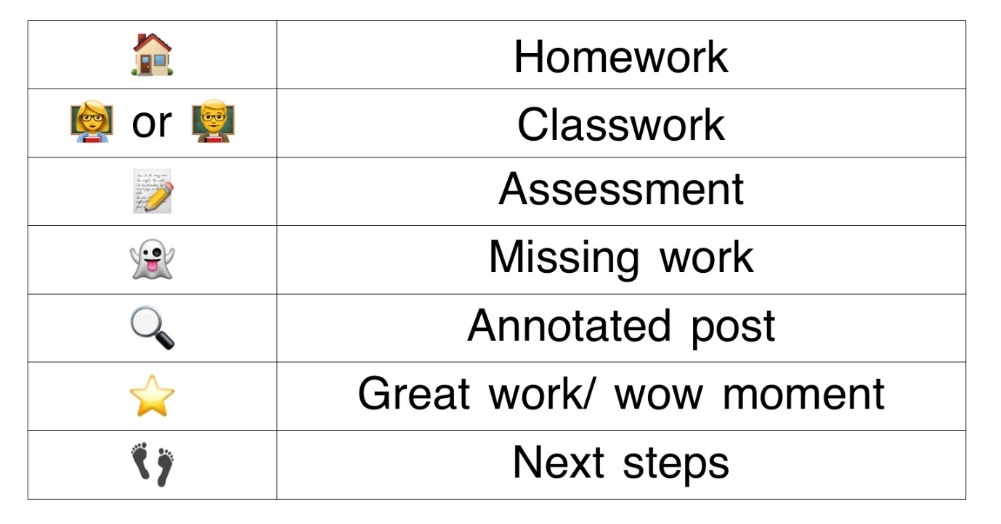 Homework
or
Classwork
Assessment
Missing work
Annotated post
Great work/ wow moment
Next steps